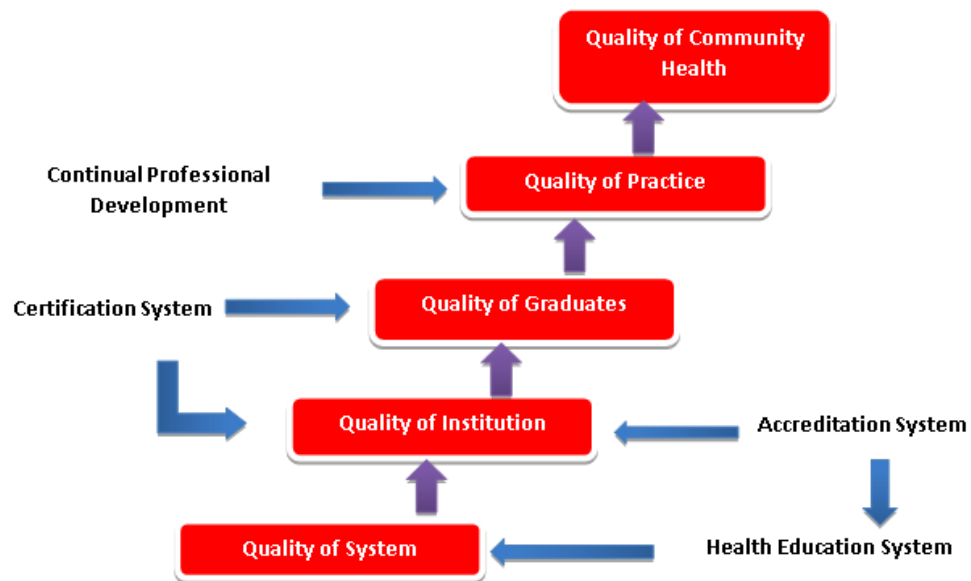 Quality of Community
Health
Continual Professional
Development
Quality of Practice
Certification System
Quality of Graduates
Quality of Institution
Accreditation System
Quality of System
Health Education System